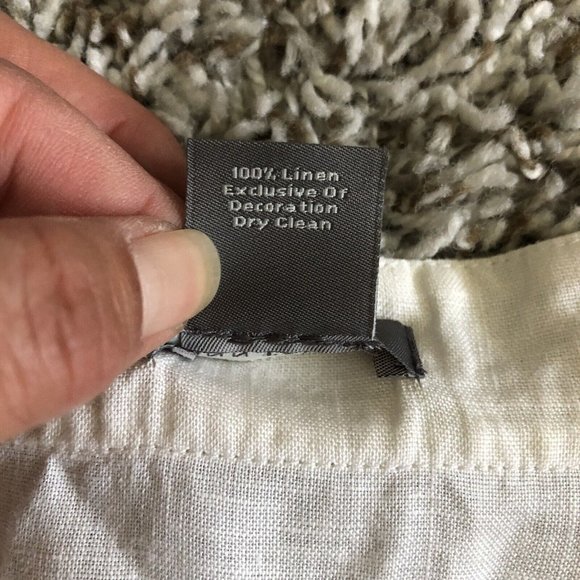 100% Linen
Exclusive Of
Decoration
Dry Clean